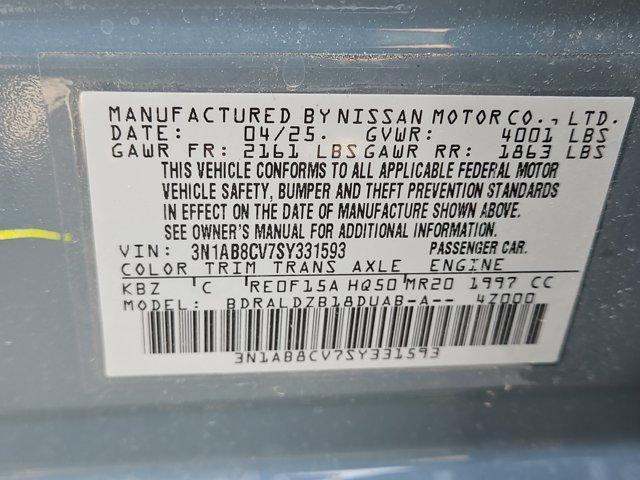 MANUFACTURED BY NISSAN MOTOR CO., LTD.
DATE: 04/25. GVWR: 4001 LBS
GAWR FR: 2161 LBS GAWR RR: 1863 LBS
THIS VEHICLE CONFORMS TO ALL APPLICABLE FEDERAL MOTOR
VEHICLE SAFETY, BUMPER AND THEFT PREVENTION STANDARDS
IN EFFECT ON THE DATE OF MANUFACTURE SHOWN ABOVE.
SEE OWNER'S MANUAL FOR ADDITIONAL INFORMATION.
VIN: 3N1AB8CV7SY331593 PASSENGER CAR.
COLOR TRIM TRANS AXLE ENGINE
KBZ C RE0F15A HQ50 MR20 1997 CC
MODEL: BDRALDZB18DUAB-A-- 4Z000
3N1AB8CV7SY331593